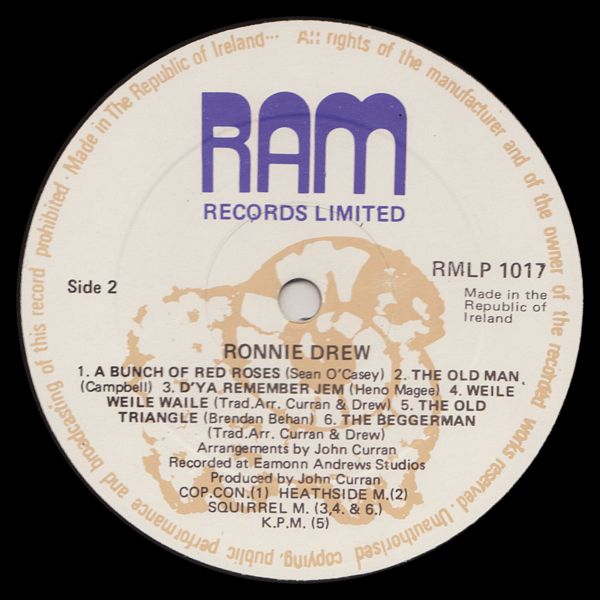 Made in The Republic of Ireland··· All rights of the manufacturer and of the owner of the recorded works reserved. Unauthorised copying, public performance and broadcasting of this record prohibited ·
RAM
RECORDS LIMITED
Side 2
RMLP 1017
Made in the
Republic of
Ireland
RONNIE DREW
1. A BUNCH OF RED ROSES (Sean O'Casey) 2. THE OLD MAN
(Campbell) 3. D'YA REMEMBER JEM (Heno Magee) 4. WEILE
WEILE WAILE (Trad.Arr. Curran & Drew) 5. THE OLD
TRIANGLE (Brendan Behan) 6. THE BEGGERMAN
(Trad.Arr. Curran & Drew)
Arrangements by John Curran
Recorded at Eamonn Andrews Studios
Produced by John Curran
COP.CON.(1) HEATHSIDE M.(2)
SQUIRREL M. (3,4. & 6.)
K.P.M. (5)